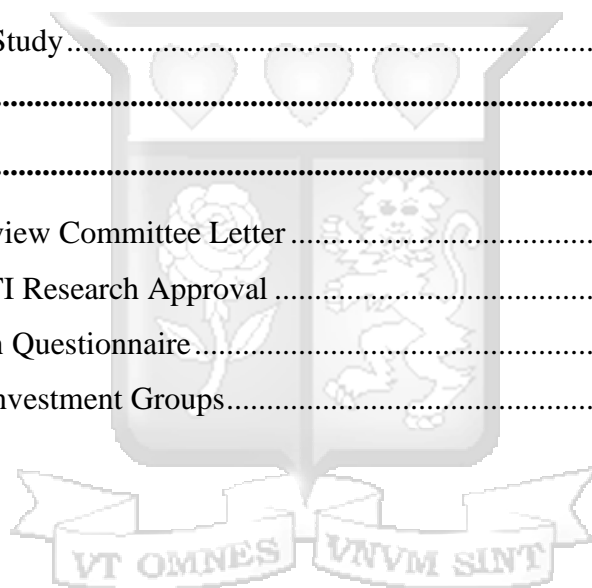 Study ........................................................................
........................................................................
........................................................................
view Committee Letter ........................................
TI Research Approval ..........................................
Questionnaire .....................................................
nvestment Groups ................................................
VT OMNES VNVM SINT